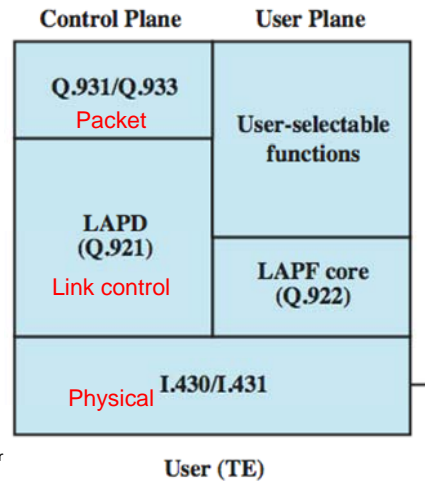 Control Plane User Plane
Q.931/Q.933
Packet
User-selectable
functions
LAPD
(Q.921)
Link control
LAPF core
(Q.922)
Physical I.430/I.431
r
User (TE)